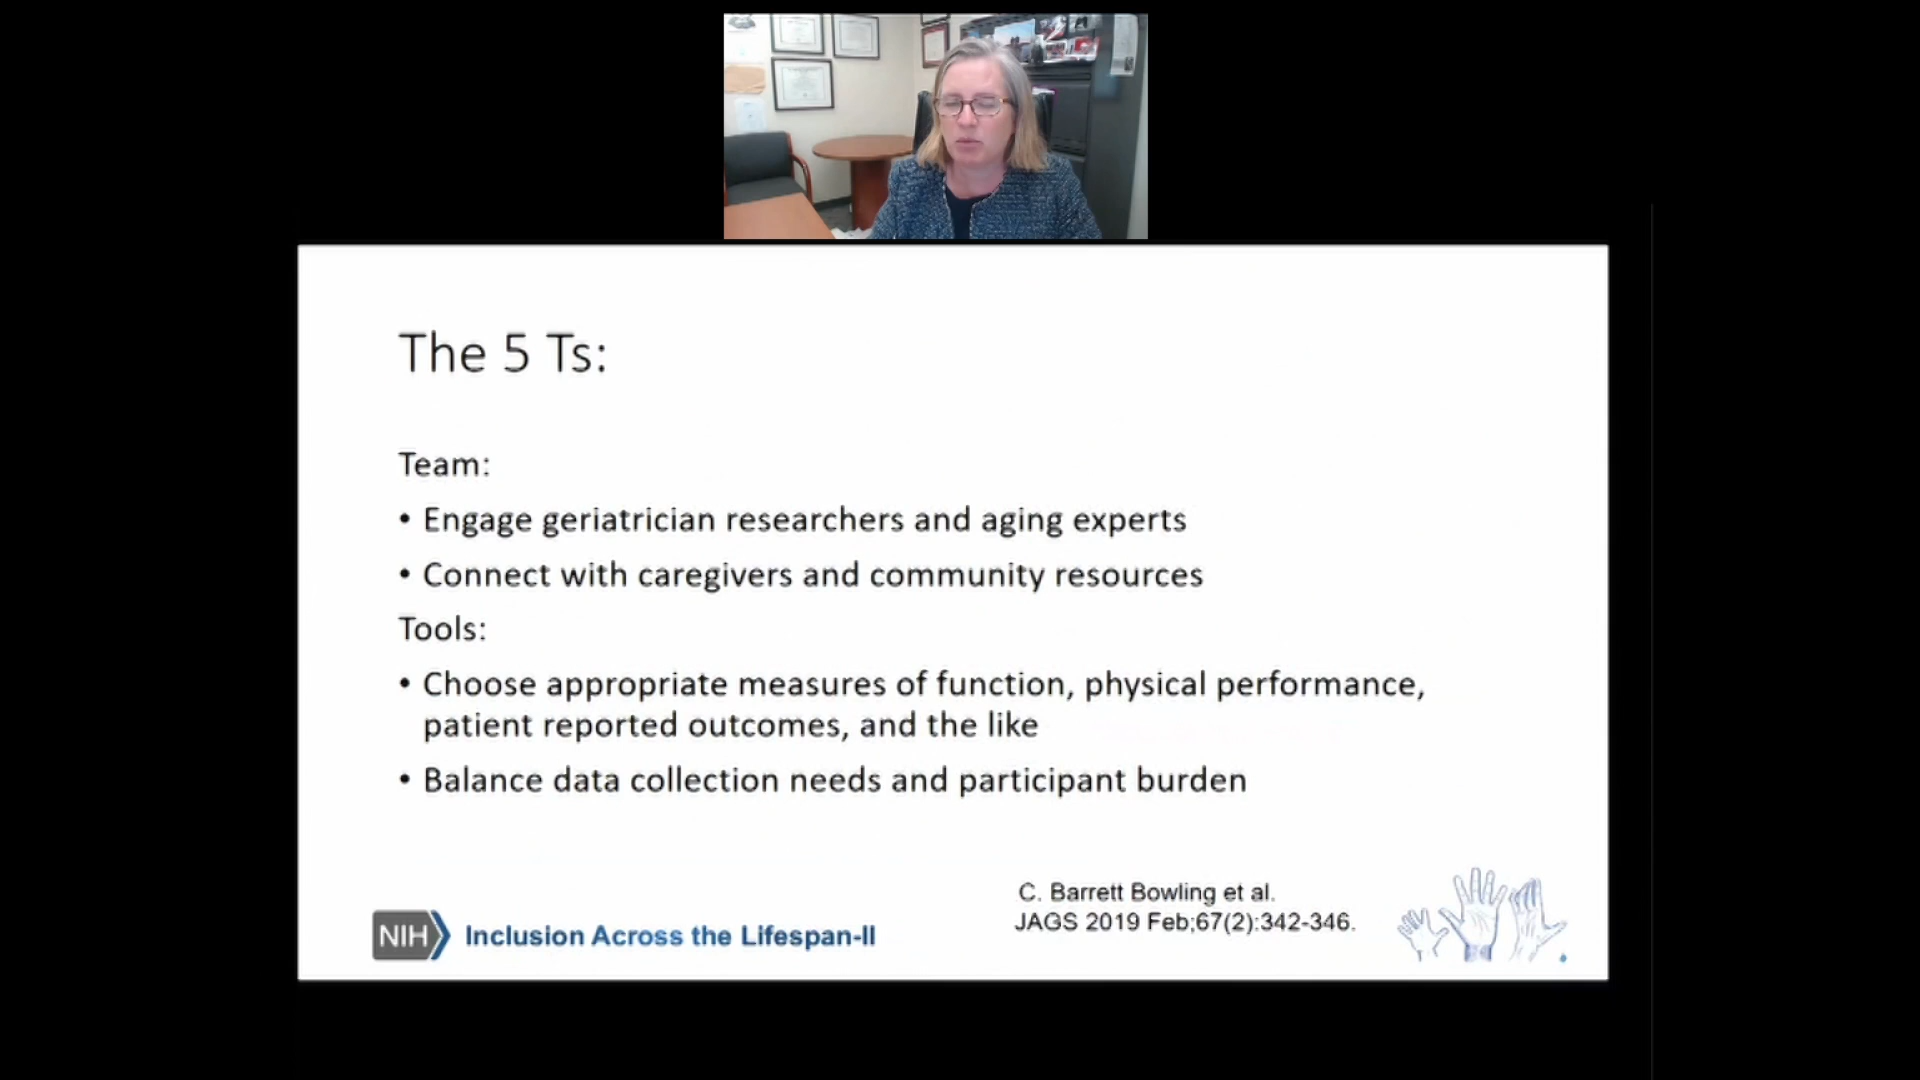 The 5 Ts:
Team:
• Engage geriatrician researchers and aging experts
• Connect with caregivers and community resources
Tools:
• Choose appropriate measures of function, physical performance,
patient reported outcomes, and the like
• Balance data collection needs and participant burden
C. Barrett Bowling et al.
JAGS 2019 Feb;67(2):342-346.
NIH Inclusion Across the Lifespan-II